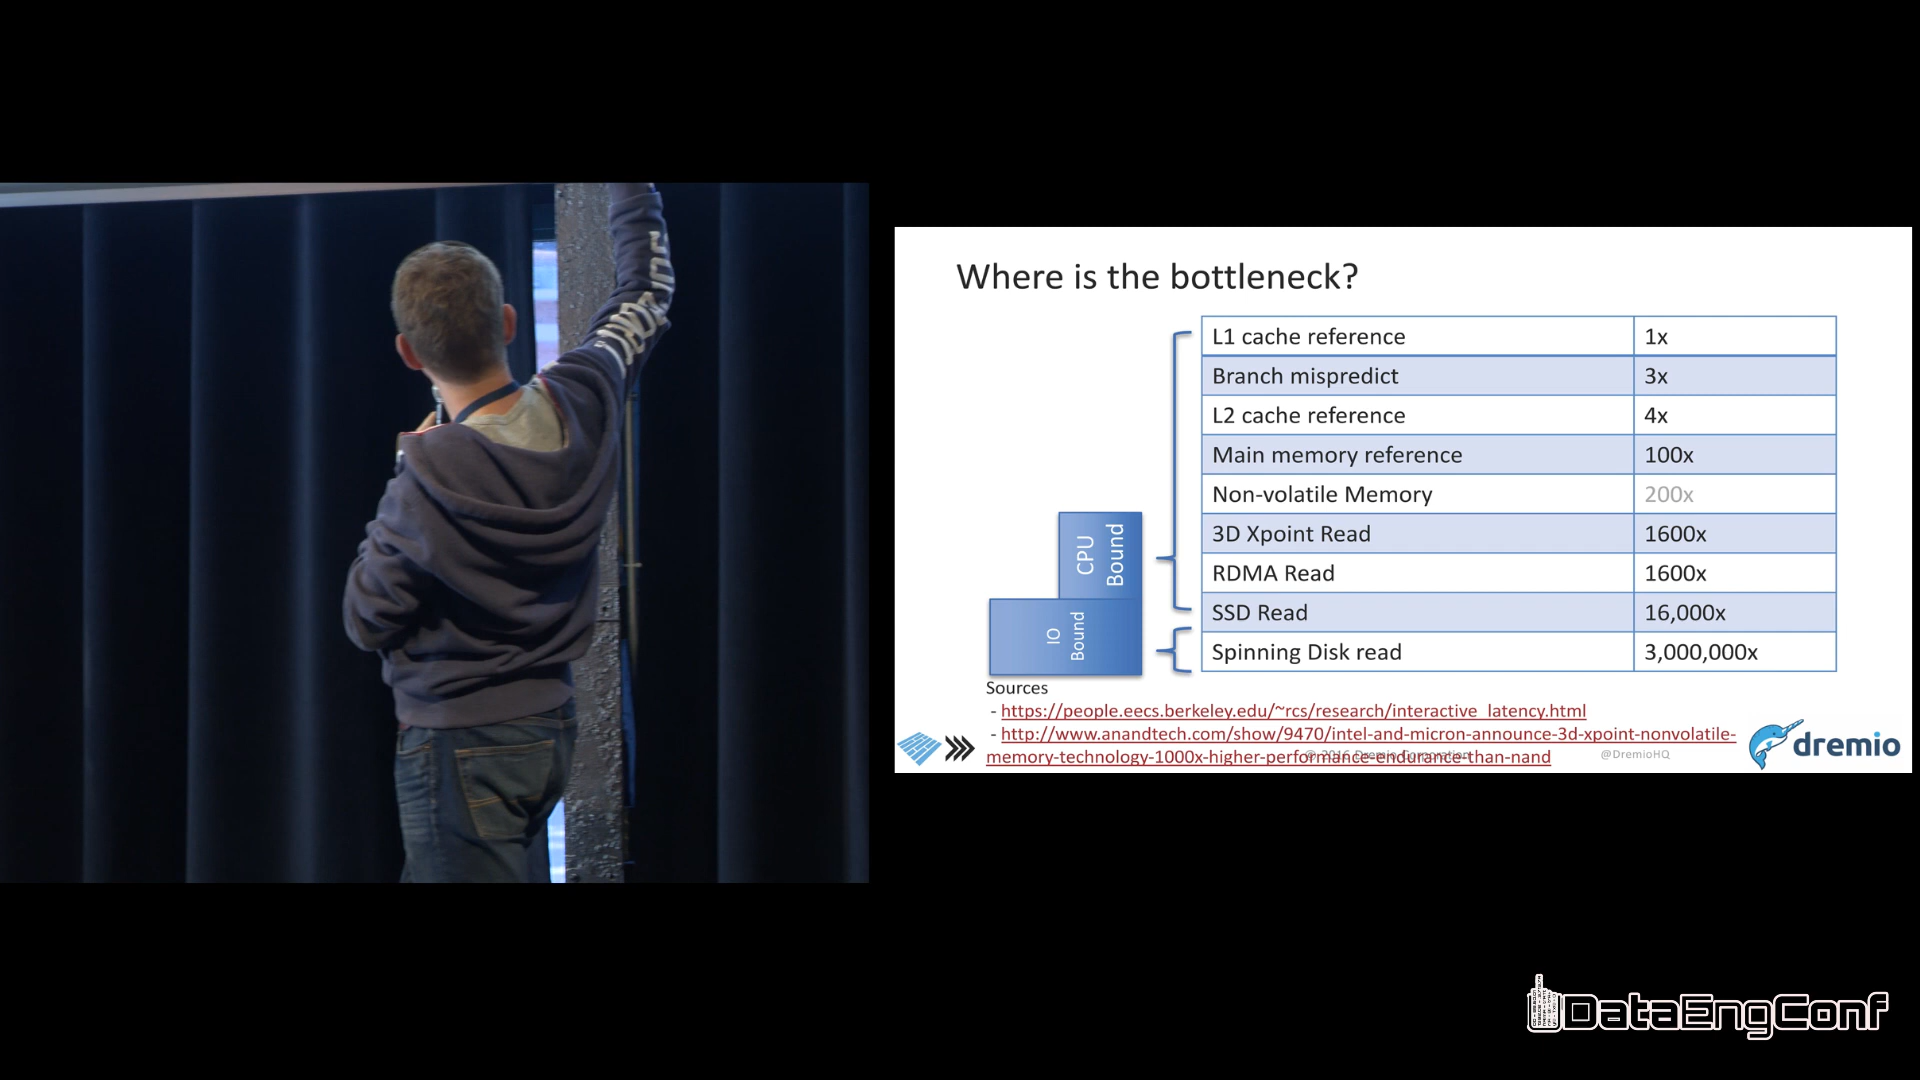 Where is the bottleneck?
L1 cache reference 1x
Branch mispredict 3x
L2 cache reference 4x
Main memory reference 100x
Non-volatile Memory 200x
3D Xpoint Read 1600x
RDMA Read 1600x
SSD Read 16,000x
Spinning Disk read 3,000,000x
CPU
Bound
IO
Bound
Sources
- https://people.eecs.berkeley.edu/~rcs/research/interactive_latency.html
- http://www.anandtech.com/show/9470/intel-and-micron-announce-3d-xpoint-nonvolatile-
memory-technology-1000x-higher-performance-endurance-than-nand
© 2016 Dremio Corporation
@DremioHQ
dremio
DataEngConf